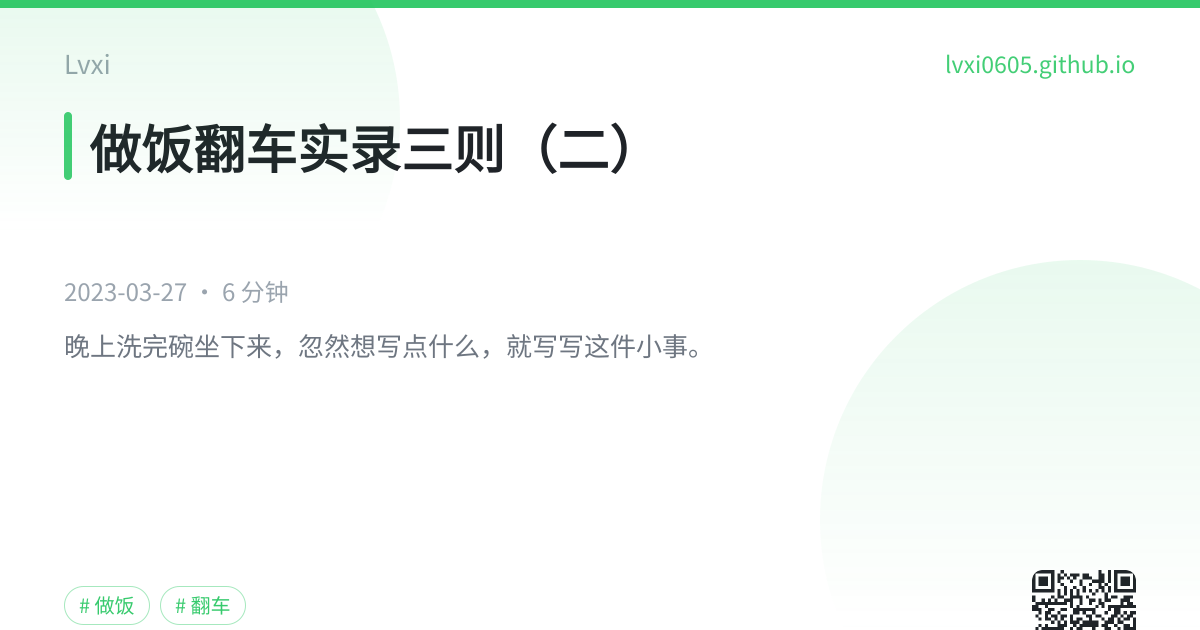 Lvxi
lvxi0605.github.io
做饭翻车实录三则（二）
2023-03-27 · 6 分钟
晚上洗完碗坐下来，忽然想写点什么，就写写这件小事。
# 做饭
# 翻车